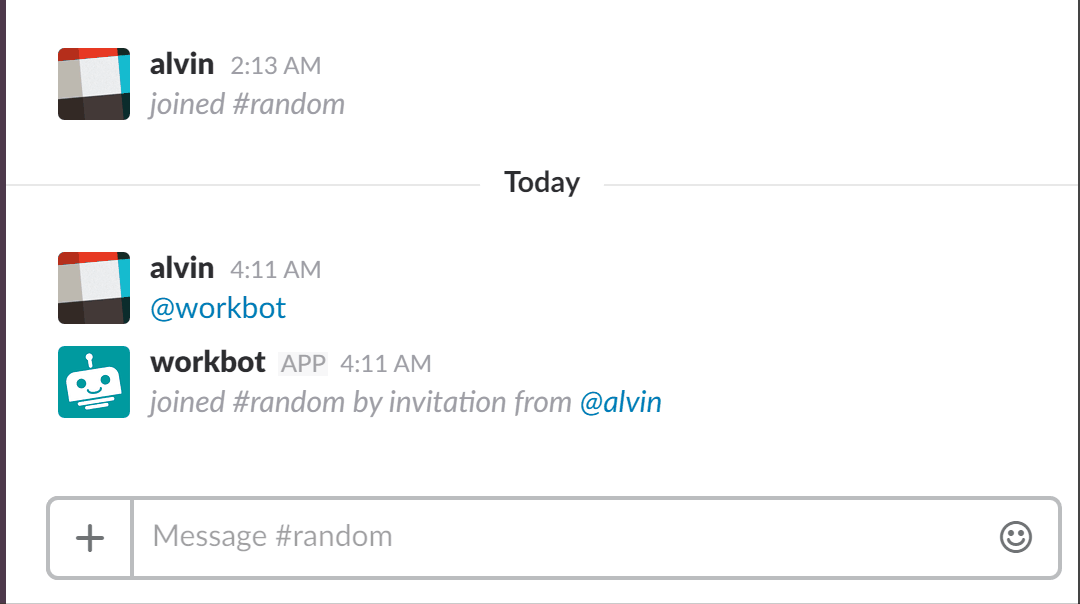 alvin 2:13 AM
joined #random
Today
alvin 4:11 AM
@workbot
workbot APP 4:11 AM
joined #random by invitation from @alvin
Message #random